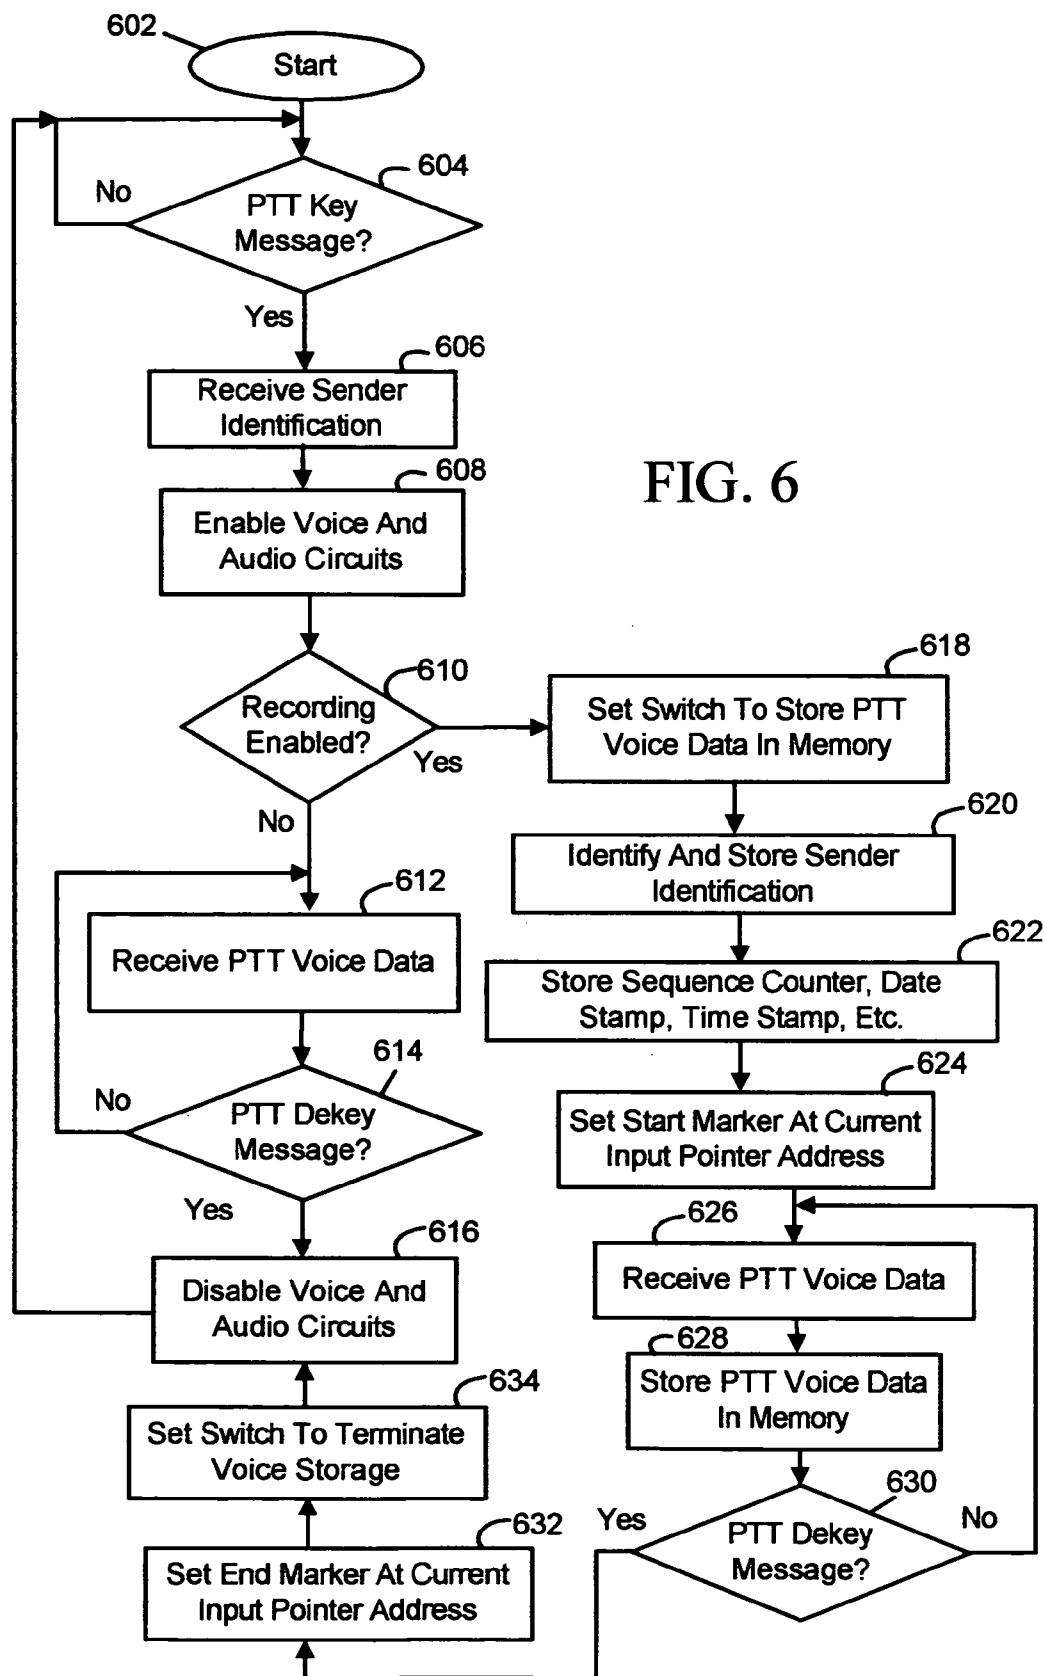 602
Start
604
No
PTT Key
Message?
Yes
606
Receive Sender
Identification
608
Enable Voice And
Audio Circuits
FIG. 6
610
Recording
Enabled?
Yes
No
618
Set Switch To Store PTT
Voice Data In Memory
620
Identify And Store Sender
Identification
622
Store Sequence Counter, Date
Stamp, Time Stamp, Etc.
624
Set Start Marker At Current
Input Pointer Address
612
Receive PTT Voice Data
614
No
PTT Dekey
Message?
Yes
616
Disable Voice And
Audio Circuits
626
Receive PTT Voice Data
628
Store PTT Voice Data
In Memory
630
Yes
No
PTT Dekey
Message?
634
Set Switch To Terminate
Voice Storage
632
Set End Marker At Current
Input Pointer Address